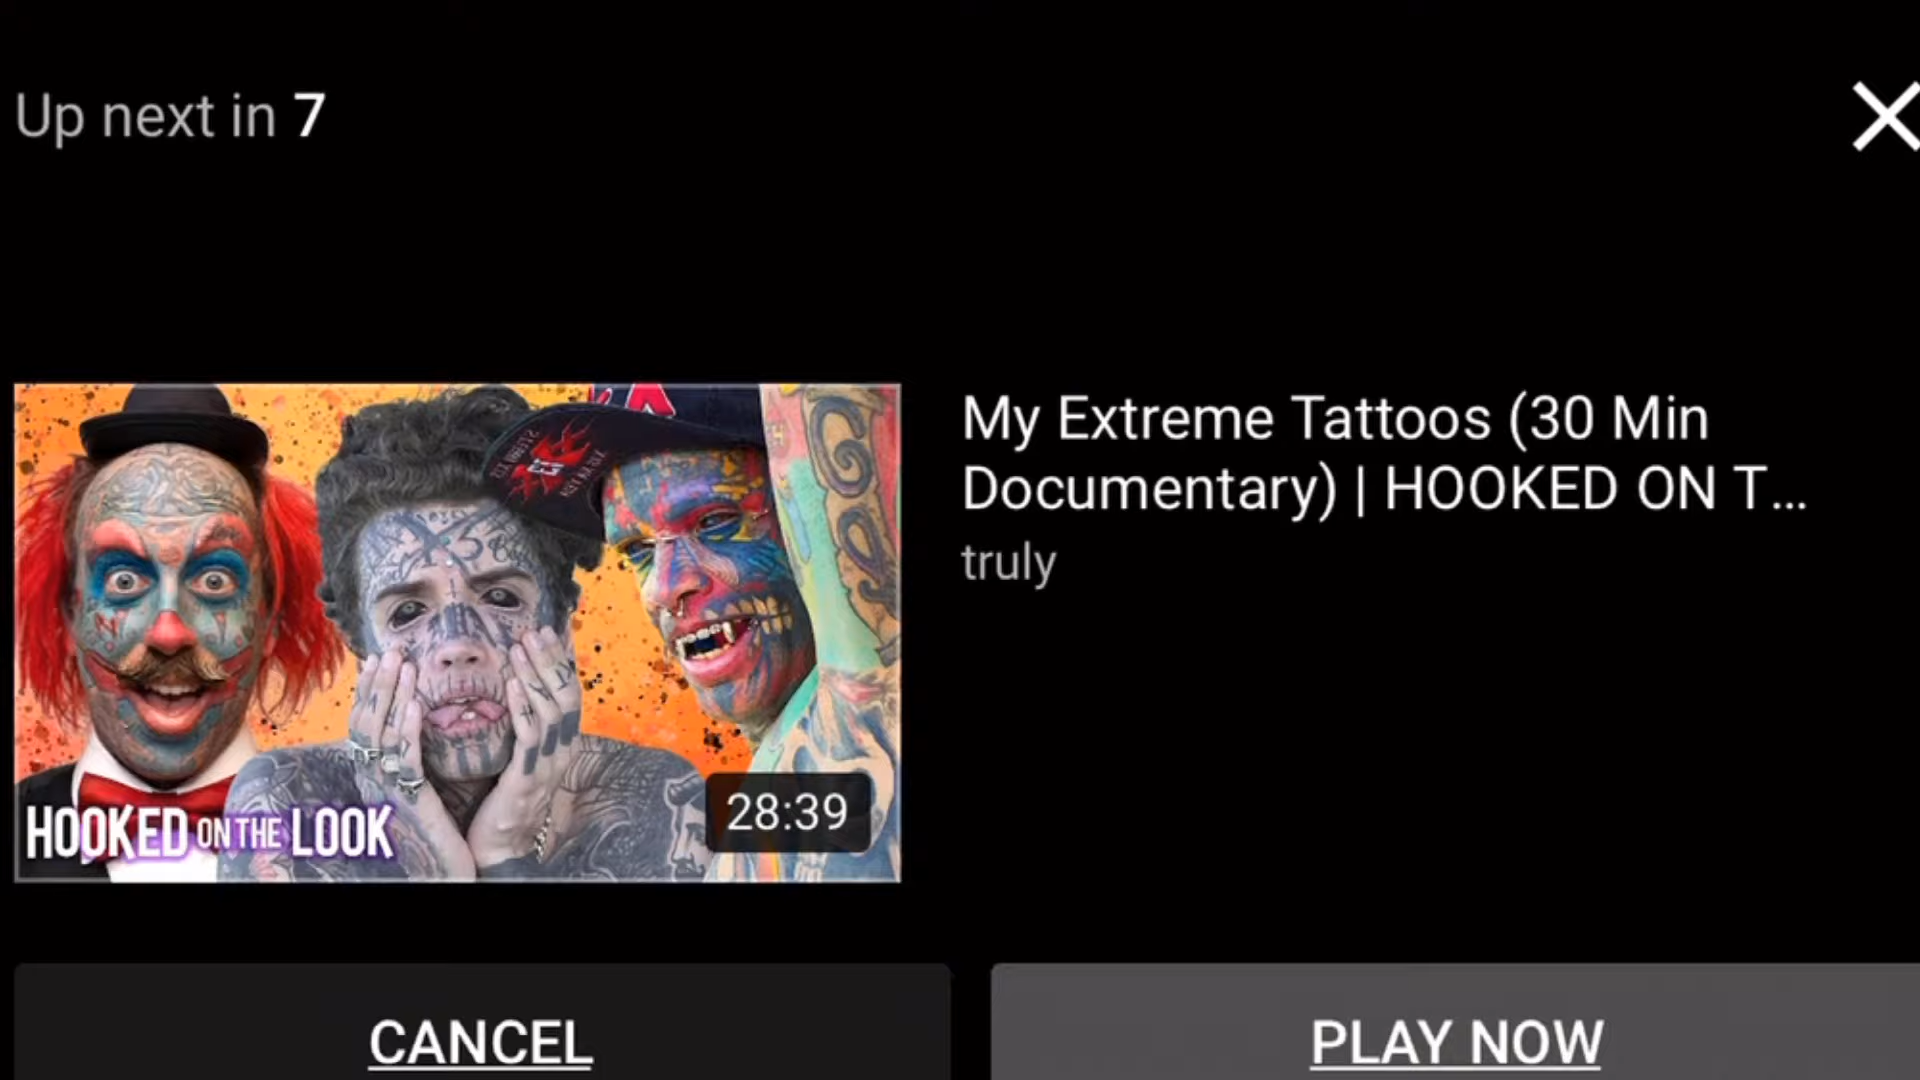 Up next in 7
My Extreme Tattoos (30 Min
Documentary) | HOOKED ON T...
truly
HOOKED ON THE LOOK
28:39
CANCEL
PLAY NOW